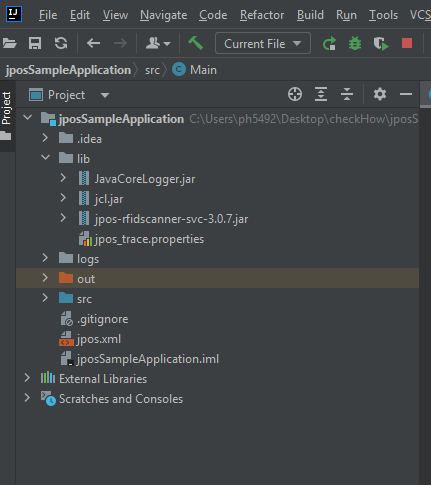 IJ File Edit View Navigate Code Refactor Build Run Tools VCS
Current File
jposSampleApplication src Main
Project
Project
jposSampleApplication C:\Users\ph5492\Desktop\checkHow\jposS
.idea
lib
JavaCoreLogger.jar
jcl.jar
jpos-rfidscanner-svc-3.0.7.jar
jpos_trace.properties
logs
out
src
.gitignore
jpos.xml
jposSampleApplication.iml
External Libraries
Scratches and Consoles